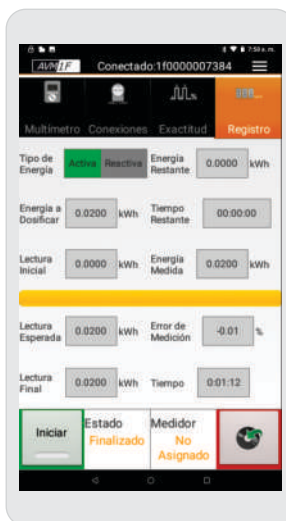 7:50 a. m.
AVM1F Conectado:1f0000007384
Multímetro Conexiones Exactitud Registro
Tipo de Energía Activa Reactiva Energía Restante 0.0000 kWh
Energía a Dosificar 0.0200 kWh Tiempo Restante 00:00:00
Lectura Inicial 0.0000 kWh Energía Medida 0.0200 kWh
Lectura Esperada 0.0200 kWh Error de Medición -0.01 %
Lectura Final 0.0200 kWh Tiempo 0:01:12
Iniciar Estado Finalizado Medidor No Asignado